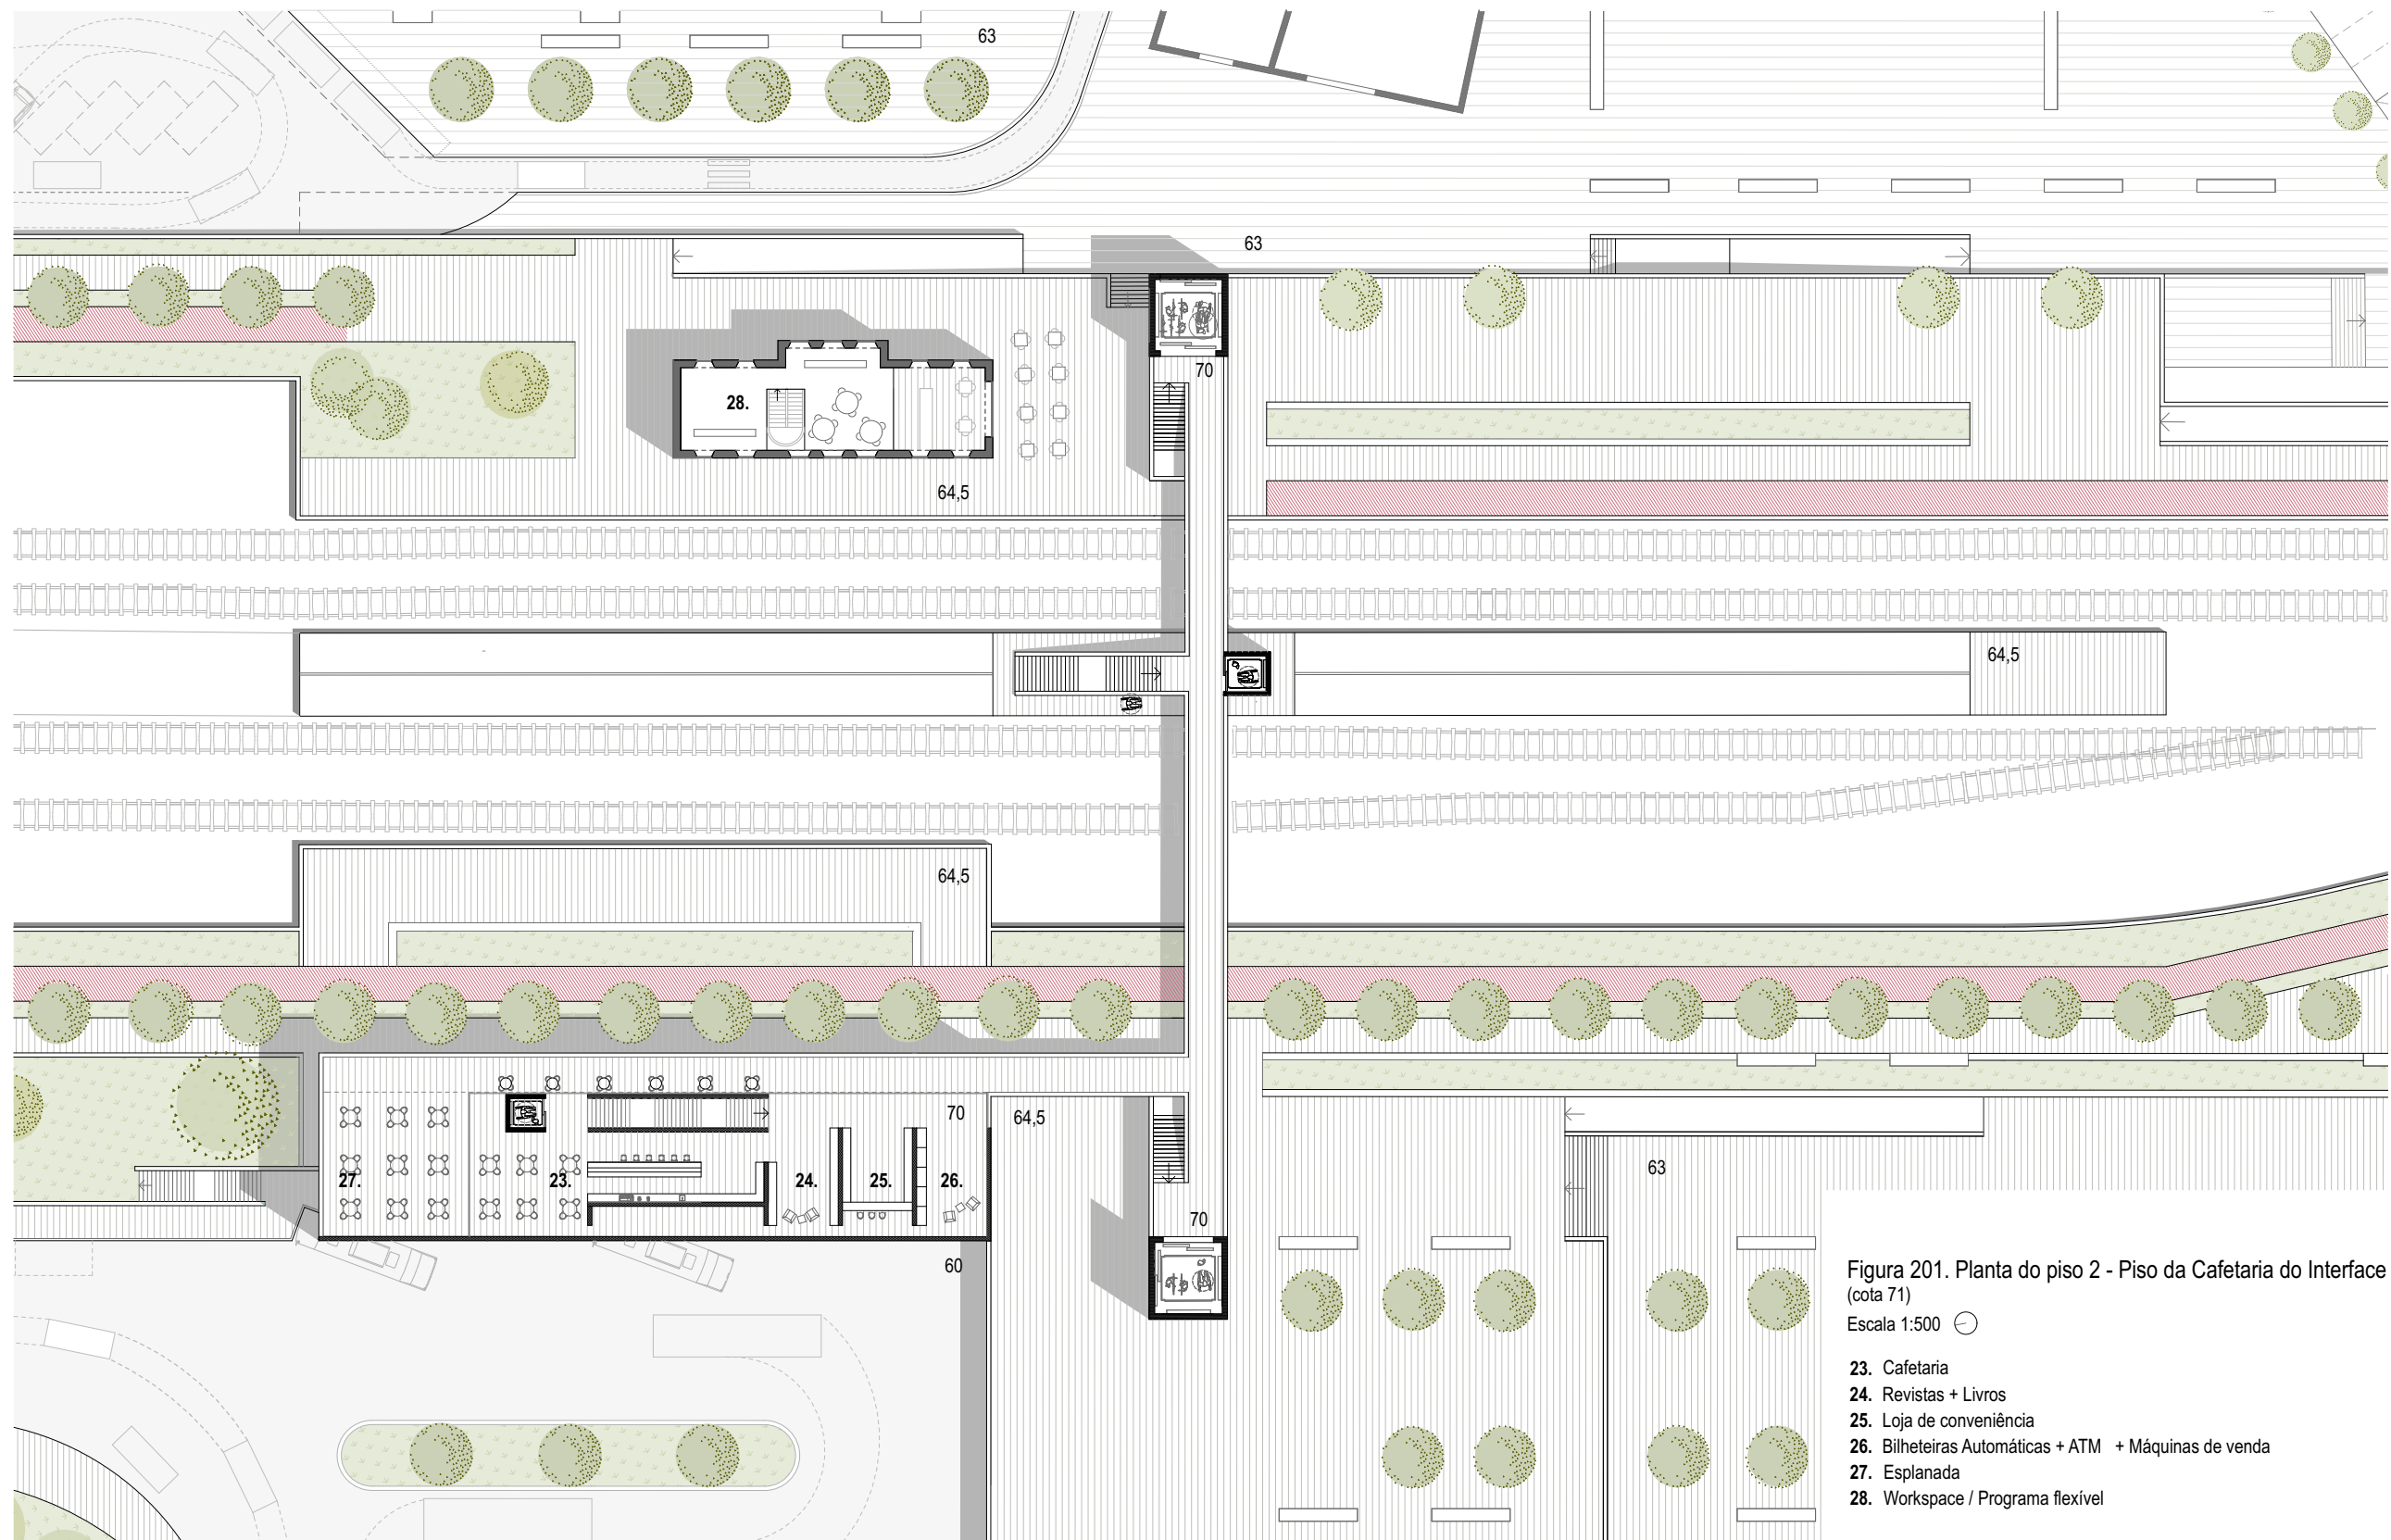 63
63
70
28.
64,5
64,5
64,5
70
64,5
27.
23.
24.
25.
26.
63
70
60
Figura 201. Planta do piso 2 - Piso da Cafetaria do Interface
(cota 71)
Escala 1:500
23. Cafetaria
24. Revistas + Livros
25. Loja de conveniência
26. Bilheteiras Automáticas + ATM + Máquinas de venda
27. Esplanada
28. Workspace / Programa flexível